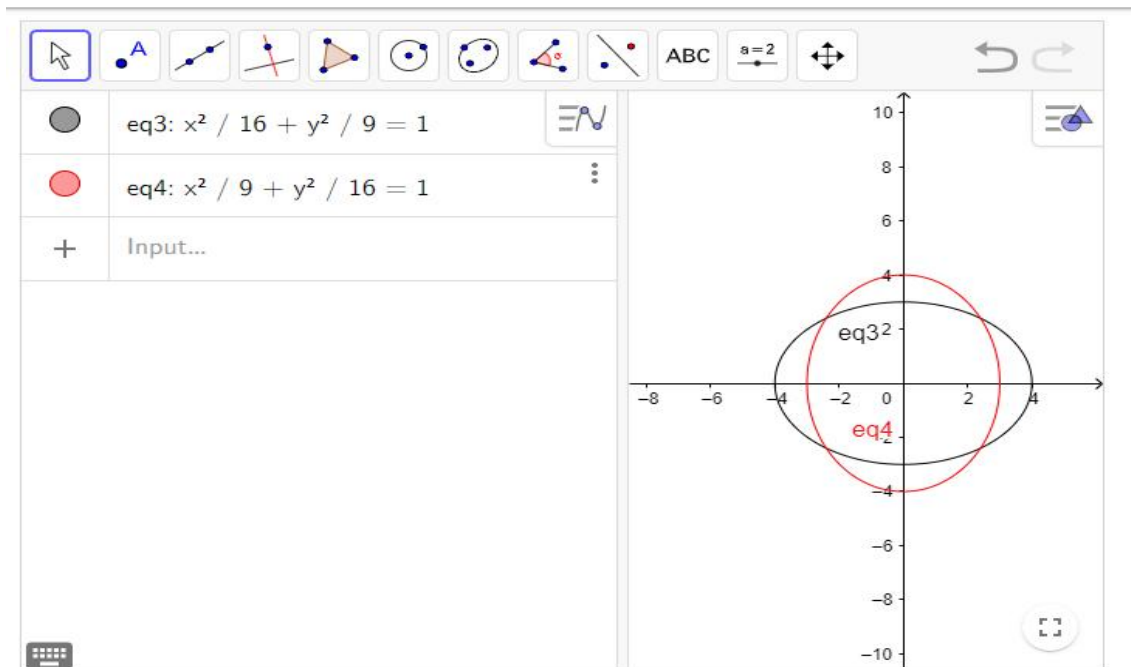 A
α
ABC
a=2
eq3: x² / 16 + y² / 9 = 1
eq4: x² / 9 + y² / 16 = 1
+ Input...
10
8
6
4
eq3 2
–8 –6 –4 –2 0 2 4
eq4
–2
–4
–6
–8
–10